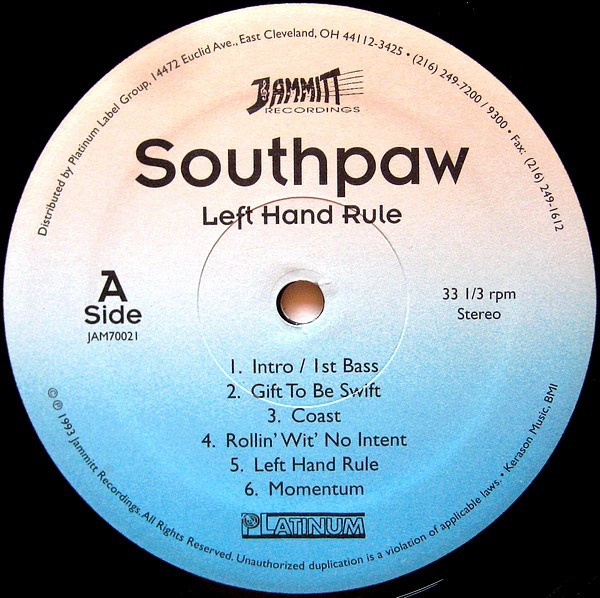 Distributed by Platinum Label Group, 14472 Euclid Ave., East Cleveland, OH 44112-3425 • (216) 249-7200 / 9300 • Fax: (216) 249-1612
JAMMITT
RECORDINGS
Southpaw
Left Hand Rule
A
Side
JAM70021
33 1/3 rpm
Stereo
1. Intro / 1st Bass
2. Gift To Be Swift
3. Coast
4. Rollin' Wit' No Intent
5. Left Hand Rule
6. Momentum
PLATINUM
© ℗ 1993 Jammitt Recordings. All Rights Reserved. Unauthorized duplication is a violation of applicable laws. • Kerason Music, BMI